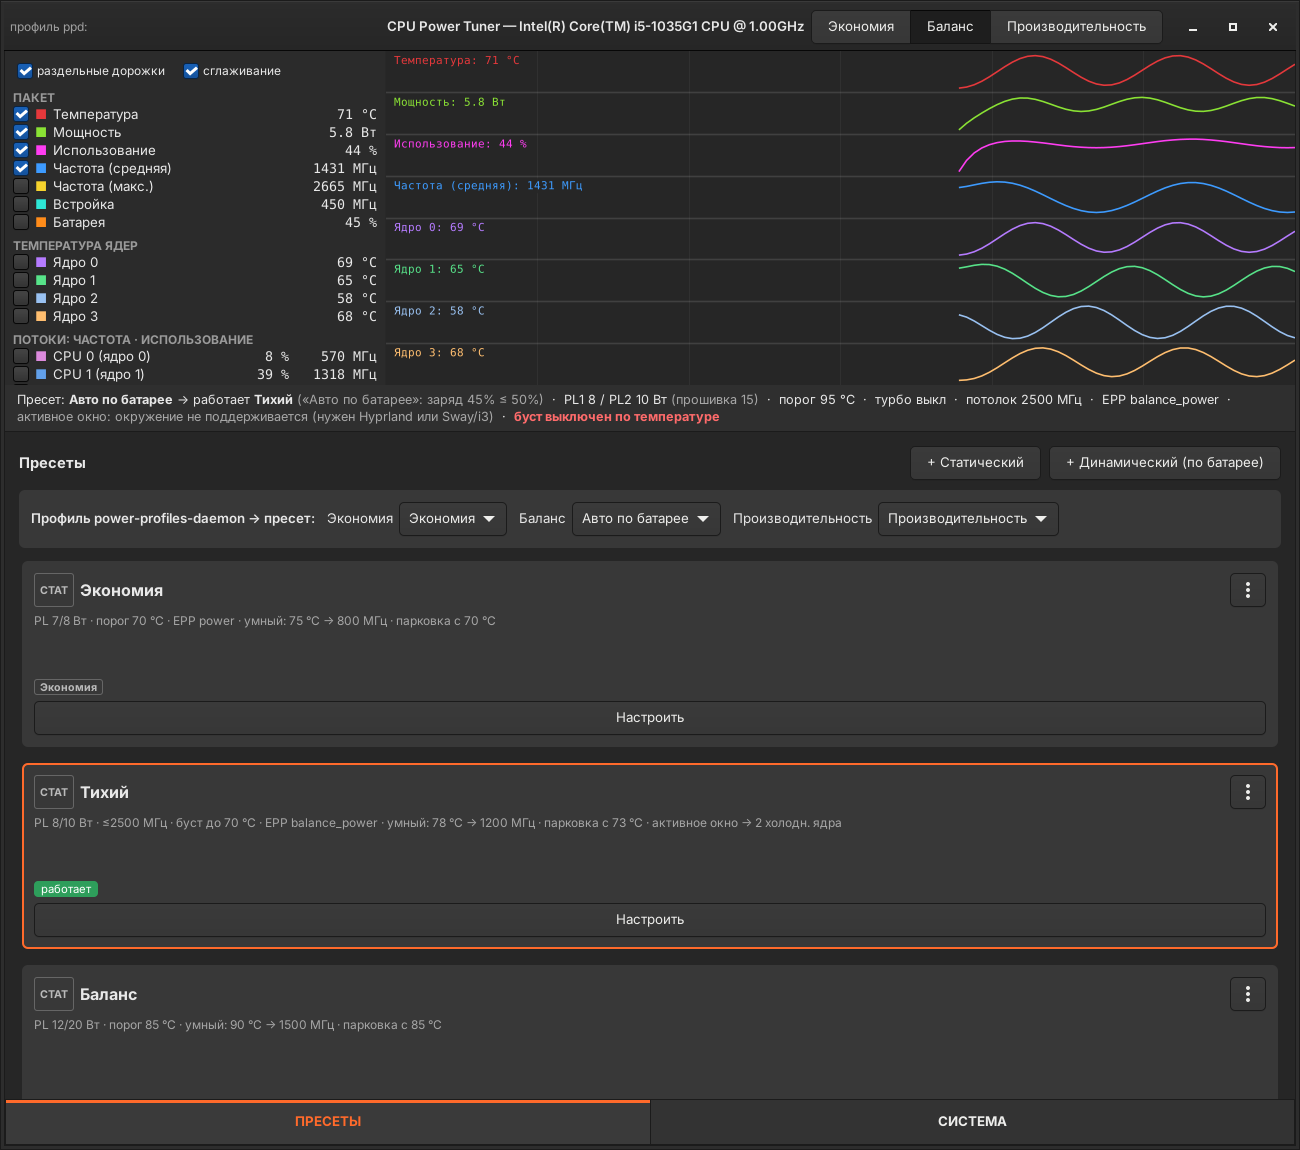 профиль ppd:
CPU Power Tuner — Intel(R) Core(TM) i5-1035G1 CPU @ 1.00GHz
Экономия Баланс Производительность
раздельные дорожки сглаживание
ПАКЕТ
Температура 71 °C
Мощность 5.8 Вт
Использование 44 %
Частота (средняя) 1431 МГц
Частота (макс.) 2665 МГц
Встройка 450 МГц
Батарея 45 %
ТЕМПЕРАТУРА ЯДЕР
Ядро 0 69 °C
Ядро 1 65 °C
Ядро 2 58 °C
Ядро 3 68 °C
ПОТОКИ: ЧАСТОТА · ИСПОЛЬЗОВАНИЕ
CPU 0 (ядро 0) 8 % 570 МГц
CPU 1 (ядро 1) 39 % 1318 МГц
Температура: 71 °C
Мощность: 5.8 Вт
Использование: 44 %
Частота (средняя): 1431 МГц
Ядро 0: 69 °C
Ядро 1: 65 °C
Ядро 2: 58 °C
Ядро 3: 68 °C
Пресет: Авто по батарее → работает Тихий («Авто по батарее»: заряд 45% ≤ 50%) · PL1 8 / PL2 10 Вт (прошивка 15) · порог 95 °C · турбо выкл · потолок 2500 МГц · EPP balance_power ·
активное окно: окружение не поддерживается (нужен Hyprland или Sway/i3) · буст выключен по температуре
Пресеты
+ Статический + Динамический (по батарее)
Профиль power-profiles-daemon → пресет: Экономия Экономия Баланс Авто по батарее Производительность Производительность
СТАТ Экономия
PL 7/8 Вт · порог 70 °C · EPP power · умный: 75 °C → 800 МГц · парковка с 70 °C
Экономия
Настроить
СТАТ Тихий
PL 8/10 Вт · ≤2500 МГц · буст до 70 °C · EPP balance_power · умный: 78 °C → 1200 МГц · парковка с 73 °C · активное окно → 2 холодн. ядра
работает
Настроить
СТАТ Баланс
PL 12/20 Вт · порог 85 °C · умный: 90 °C → 1500 МГц · парковка с 85 °C
ПРЕСЕТЫ СИСТЕМА